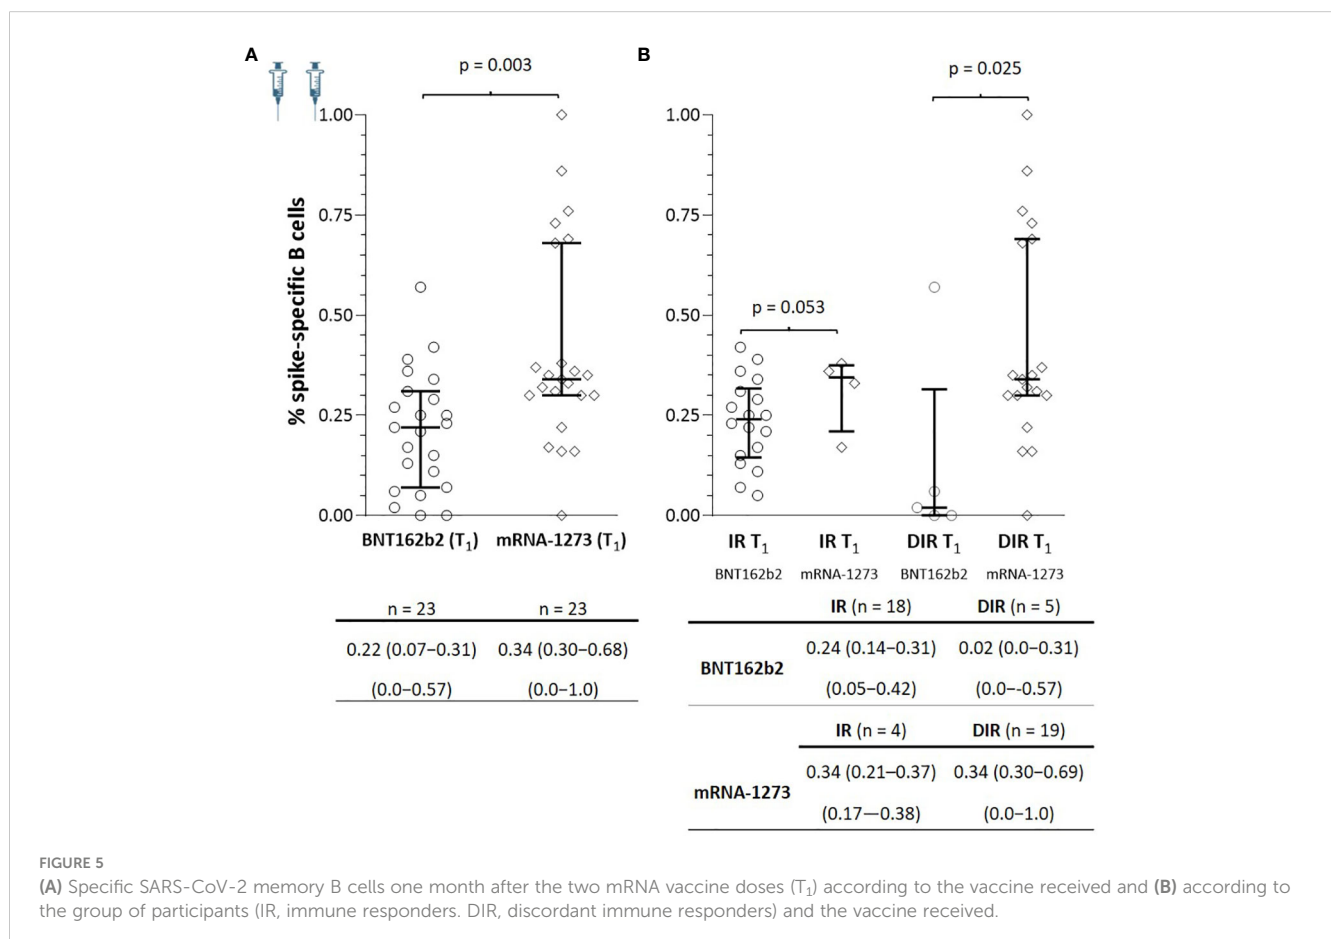 (A)
p = 0.003
% spike-specific B cells
1.00
0.75
0.50
0.25
0.00
BNT162b2 (T1) mRNA-1273 (T1)
n = 23 n = 23
0.22 (0.07–0.31) 0.34 (0.30–0.68)
(0.0–0.57) (0.0–1.0)
B
p = 0.025
p = 0.053
1.00
0.75
0.50
0.25
0.00
IR T1 IR T1 DIR T1 DIR T1
BNT162b2 mRNA-1273 BNT162b2 mRNA-1273
IR (n = 18) DIR (n = 5)
BNT162b2
0.24 (0.14–0.31) 0.02 (0.0–0.31)
(0.05–0.42) (0.0–-0.57)
IR (n = 4) DIR (n = 19)
mRNA-1273
0.34 (0.21–0.37) 0.34 (0.30–0.69)
(0.17—0.38) (0.0–1.0)
FIGURE 5
(A) Specific SARS-CoV-2 memory B cells one month after the two mRNA vaccine doses (T1) according to the vaccine received and (B) according to
the group of participants (IR, immune responders. DIR, discordant immune responders) and the vaccine received.